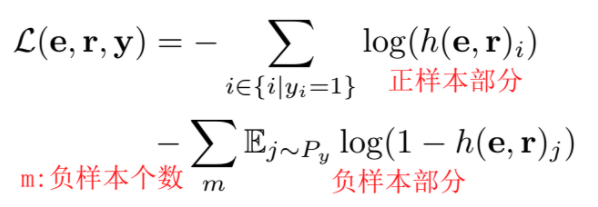 L(e, r, y) = − ∑ log(h(e, r)_i)
i∈{i|y_i=1} 正样本部分
− ∑ 𝔼_{j∼P_y} log(1 − h(e, r)_j)
m:负样本个数 m 负样本部分